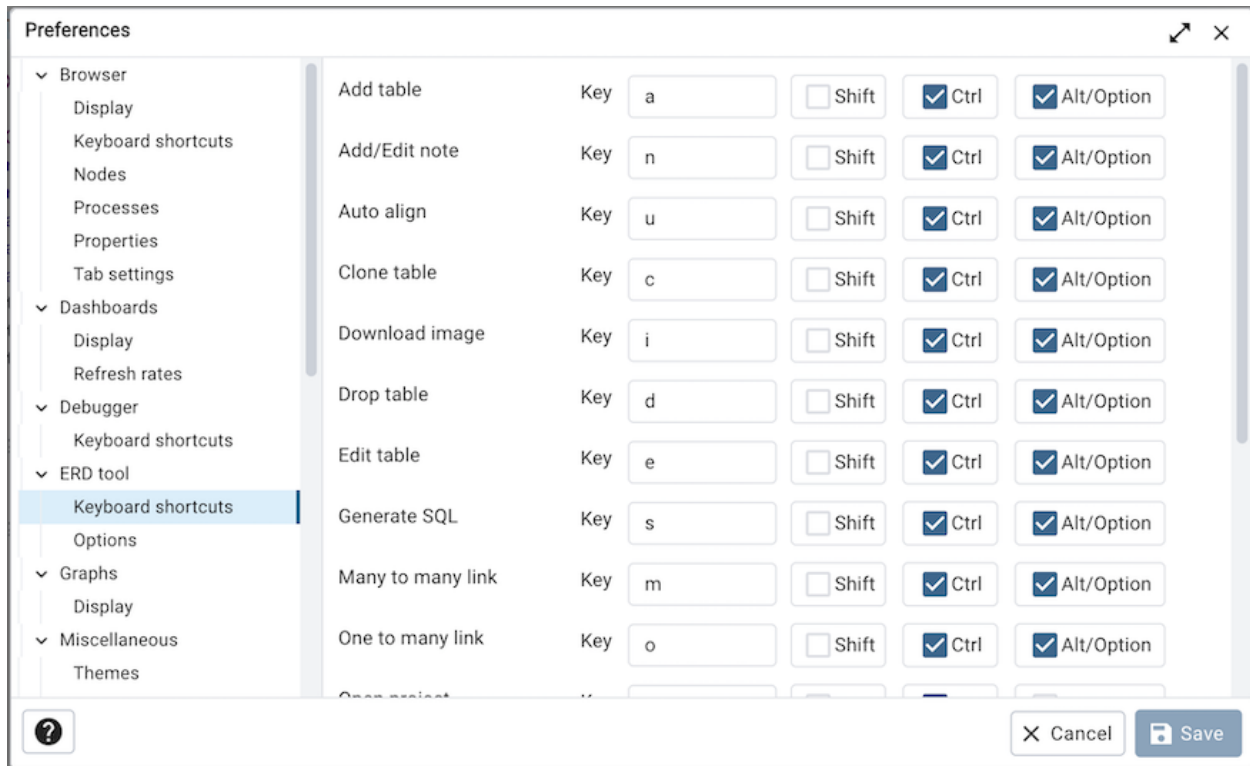 Preferences
Browser
Display
Keyboard shortcuts
Nodes
Processes
Properties
Tab settings
Dashboards
Display
Refresh rates
Debugger
Keyboard shortcuts
ERD tool
Keyboard shortcuts
Options
Graphs
Display
Miscellaneous
Themes
Add table Key a Shift Ctrl Alt/Option
Add/Edit note Key n Shift Ctrl Alt/Option
Auto align Key u Shift Ctrl Alt/Option
Clone table Key c Shift Ctrl Alt/Option
Download image Key i Shift Ctrl Alt/Option
Drop table Key d Shift Ctrl Alt/Option
Edit table Key e Shift Ctrl Alt/Option
Generate SQL Key s Shift Ctrl Alt/Option
Many to many link Key m Shift Ctrl Alt/Option
One to many link Key o Shift Ctrl Alt/Option
Open project
? Cancel Save